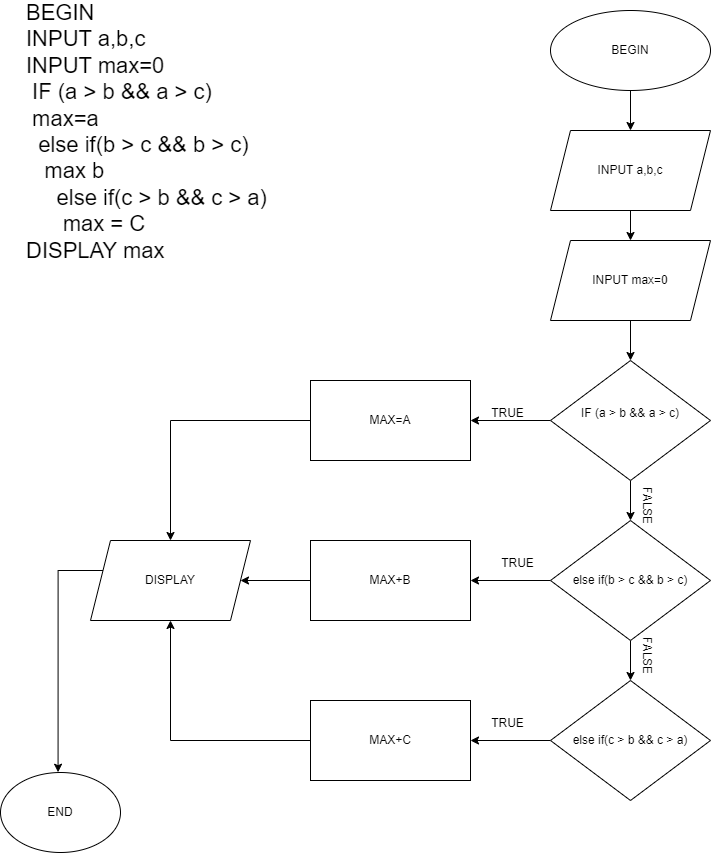 BEGIN
INPUT a,b,c
INPUT max=0
IF (a > b && a > c)
max=a
else if(b > c && b > c)
max b
else if(c > b && c > a)
max = C
DISPLAY max
BEGIN
INPUT a,b,c
INPUT max=0
IF (a > b && a > c)
TRUE
MAX=A
FALSE
else if(b > c && b > c)
TRUE
MAX+B
DISPLAY
FALSE
else if(c > b && c > a)
TRUE
MAX+C
END